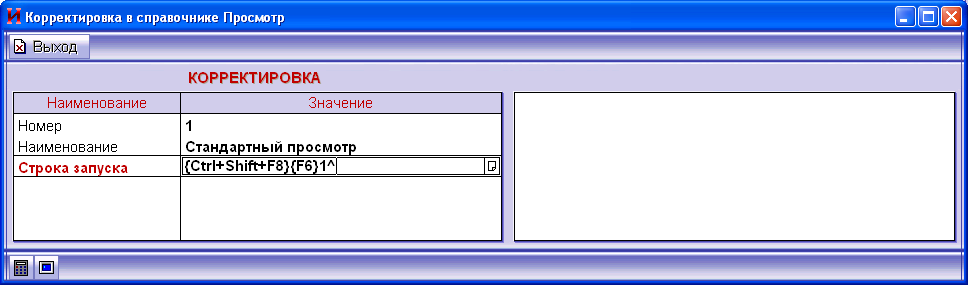 Корректировка в справочнике Просмотр
Выход
КОРРЕКТИРОВКА
Наименование Значение
Номер 1
Наименование Стандартный просмотр
Строка запуска {Ctrl+Shift+F8}{F6}1^